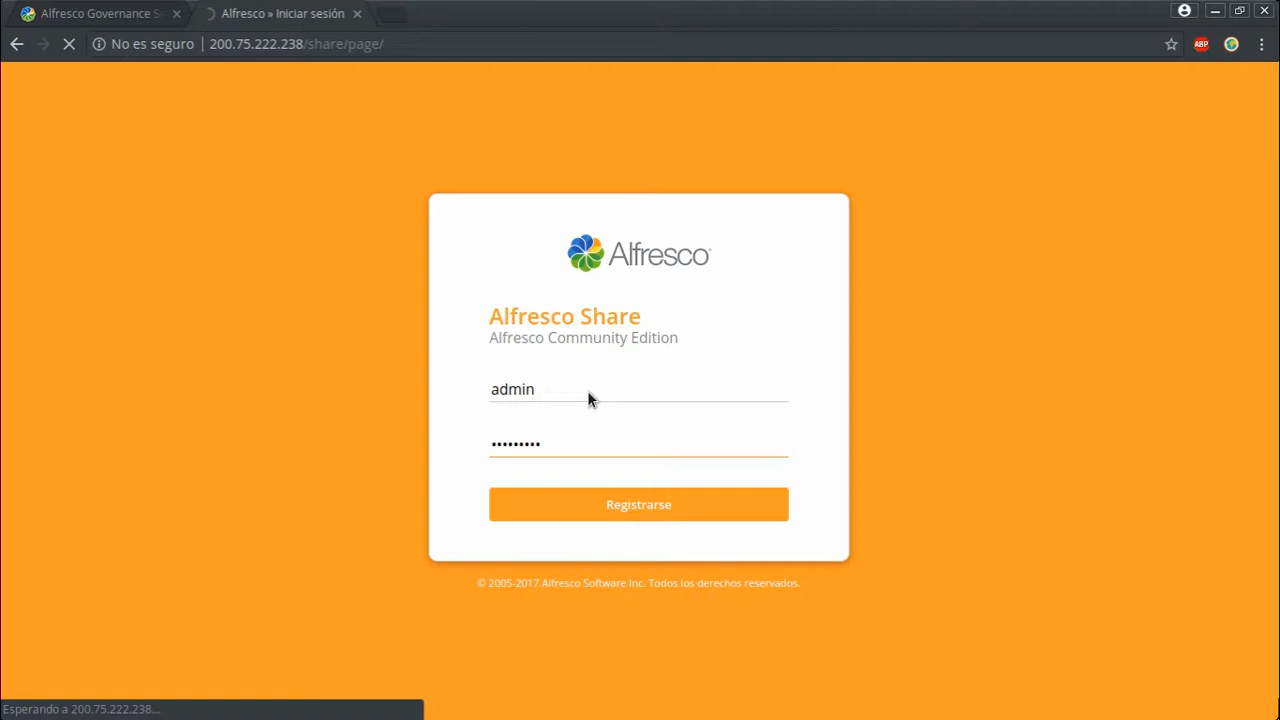 Alfresco Governance S
Alfresco » Iniciar sesión
No es seguro
200.75.222.238/share/page/
ABP
Alfresco
Alfresco Share
Alfresco Community Edition
admin
•••••••••
Registrarse
© 2005-2017 Alfresco Software Inc. Todos los derechos reservados.
Esperando a 200.75.222.238...